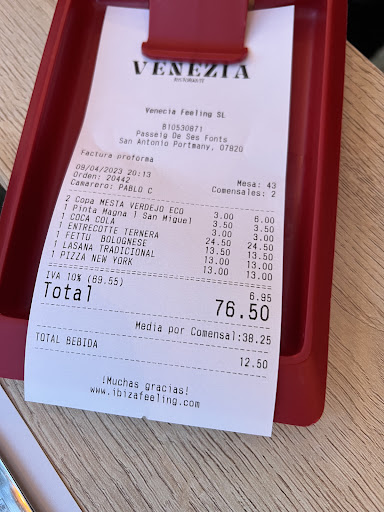 VENEZIA
RISTORANTE
Venecia Feeling SL
B10530871
Passeig De Ses Fonts
San Antonio Portmany, 07820
Factura proforma
09/04/2023 20:13 Mesa: 43
Orden: 20442 Comensales: 2
Camarero: PABLO C
2 Copa MESTA VERDEJO ECO 3.00 6.00
1 Pinta Magna 1 San Miguel 3.50 3.50
1 COCA COLA 3.00 3.00
1 ENTRECOTTE TERNERA 24.50 24.50
1 FETTU BOLOGNESE 13.50 13.50
1 LASAÑA TRADICIONAL 13.00 13.00
1 PIZZA NEW YORK 13.00 13.00
IVA 10% (69.55) 6.95
Total 76.50
Media por Comensal:38.25
TOTAL BEBIDA 12.50
!Muchas gracias!
www.ibizafeeling.com